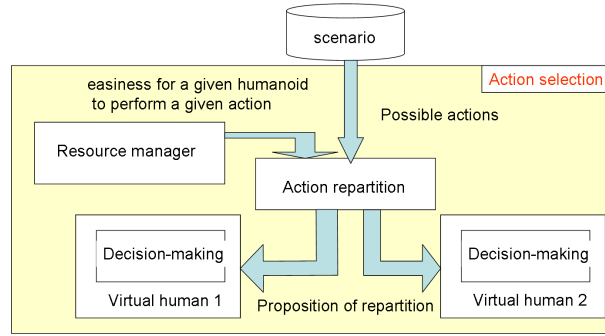 scenario
Action selection
easiness for a given humanoid
to perform a given action
Possible actions
Resource manager
Action repartition
Decision-making
Virtual human 1
Proposition of repartition
Decision-making
Virtual human 2